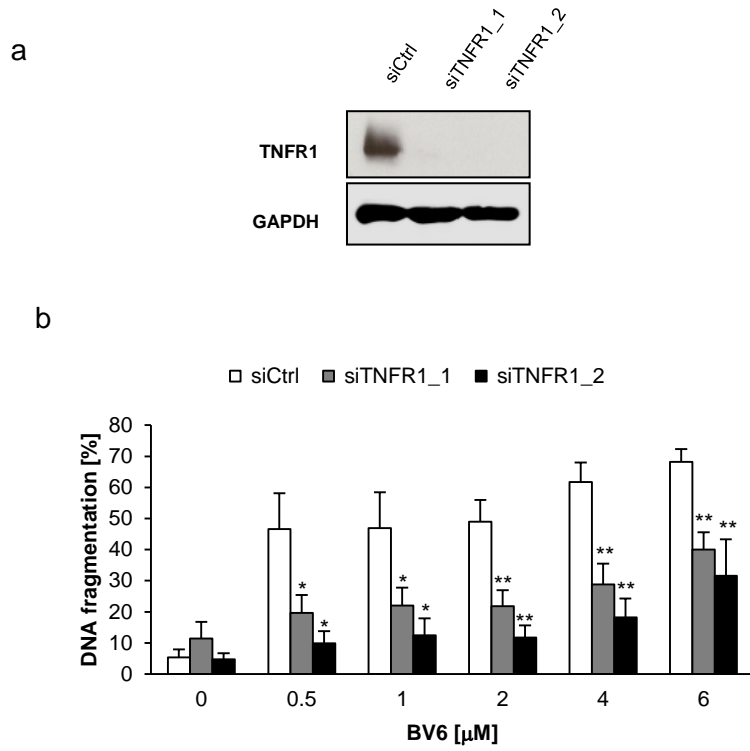 a
siCtrl
siTNFR1_1
siTNFR1_2
TNFR1
GAPDH
b
siCtrl siTNFR1_1 siTNFR1_2
DNA fragmentation [%]
80
70
60
50
40
30
20
10
0
* * * * ** ** ** ** ** **
0 0.5 1 2 4 6
BV6 [µM]